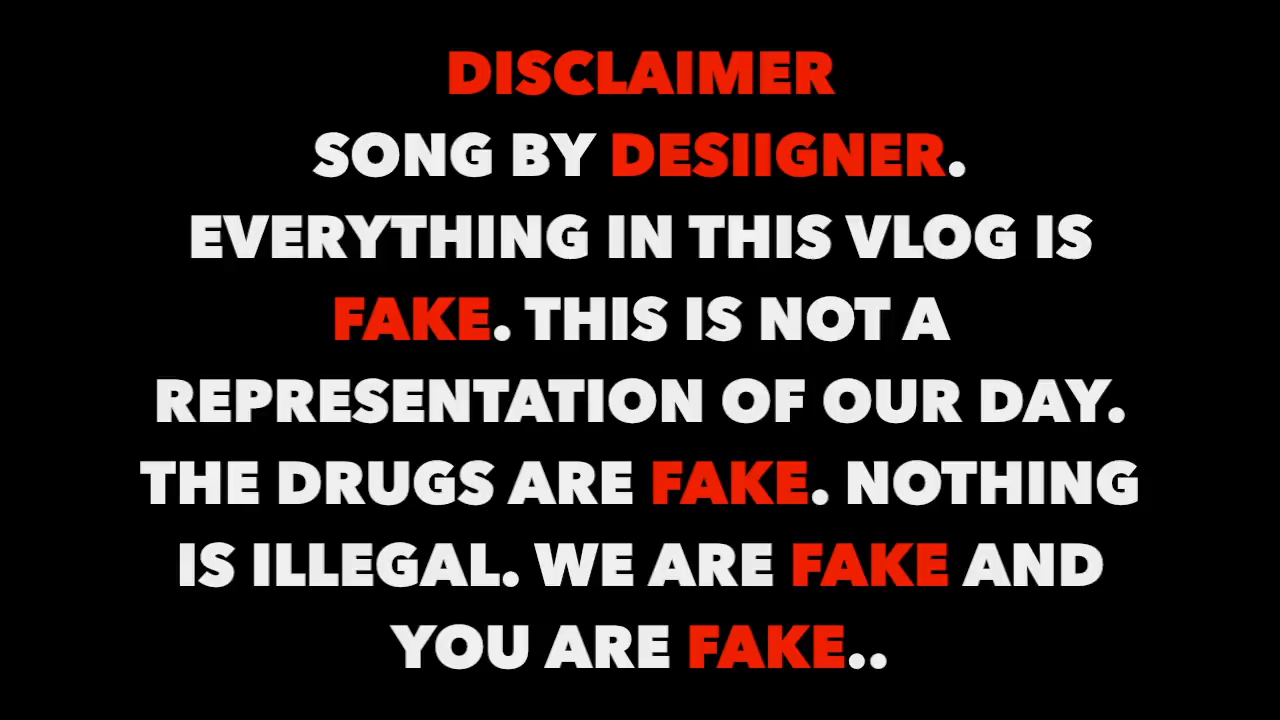 DISCLAIMER
SONG BY DESIIGNER.
EVERYTHING IN THIS VLOG IS
FAKE. THIS IS NOT A
REPRESENTATION OF OUR DAY.
THE DRUGS ARE FAKE. NOTHING
IS ILLEGAL. WE ARE FAKE AND
YOU ARE FAKE..